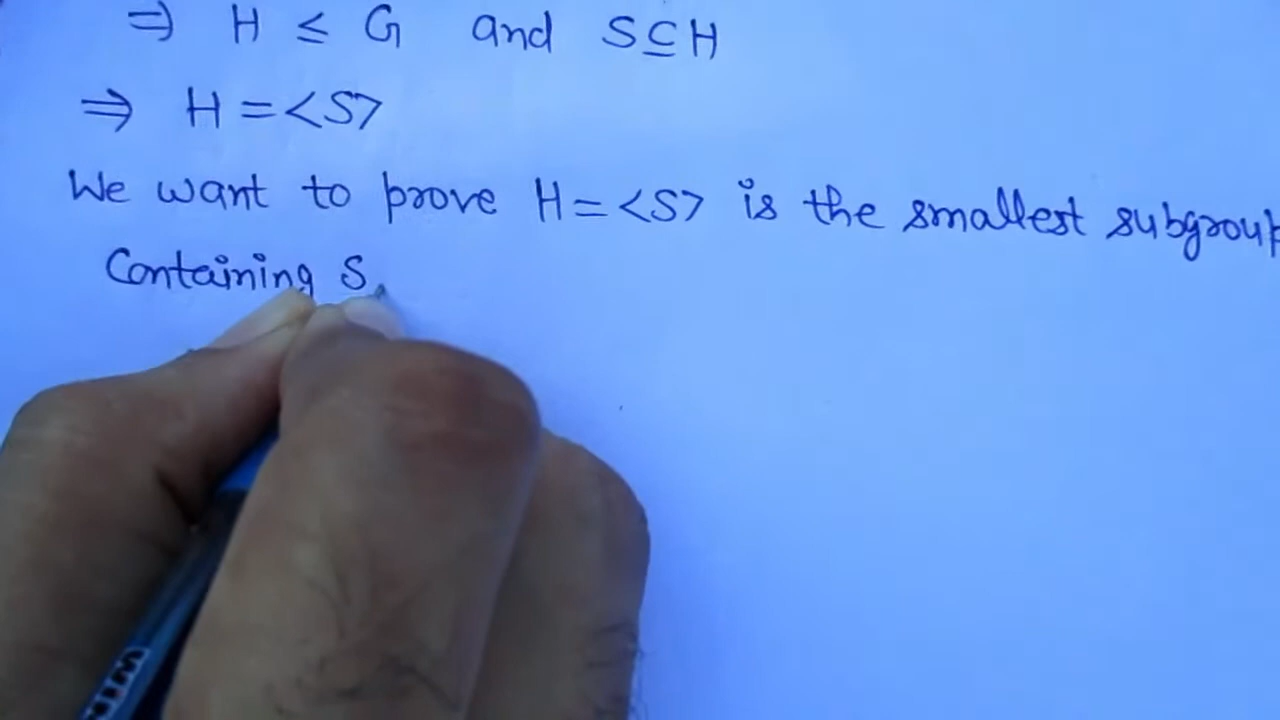 ⇒ H ≤ G and S⊆H
⇒ H = <S>
We want to prove H = <S> is the smallest subgroup
Containing S.